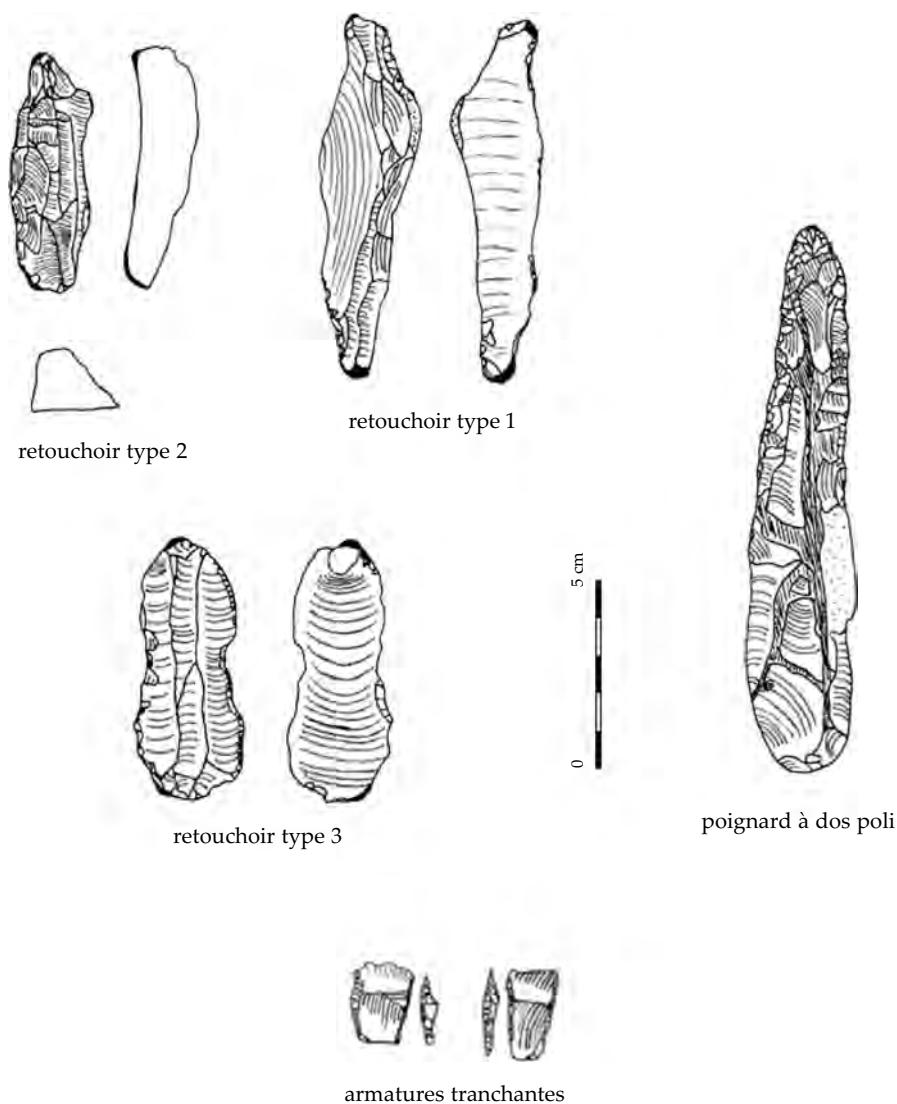 retouchoir type 1
retouchoir type 2
5 cm
0
poignard à dos poli
retouchoir type 3
armatures tranchantes